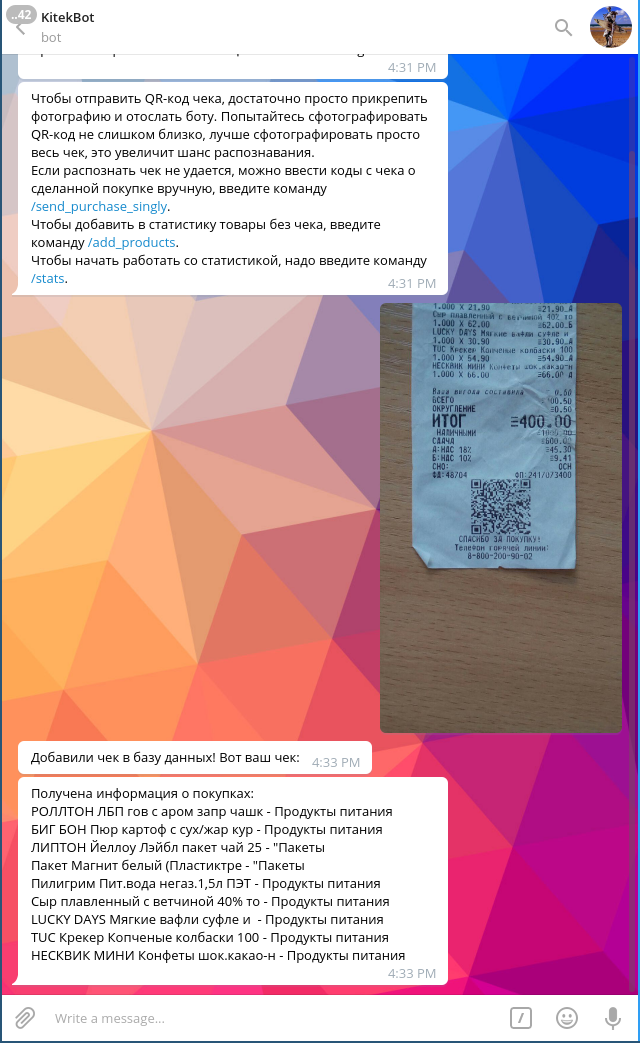 ..42
KitekBot
bot
4:31 PM
Чтобы отправить QR-код чека, достаточно просто прикрепить
фотографию и отослать боту. Попытайтесь сфотографировать
QR-код не слишком близко, лучше сфотографировать просто
весь чек, это увеличит шанс распознавания.
Если распознать чек не удается, можно ввести коды с чека о
сделанной покупке вручную, введите команду
/send_purchase_singly.
Чтобы добавить в статистику товары без чека, введите
команду /add_products.
Чтобы начать работать со статистикой, надо введите команду
/stats.
4:31 PM
1.000 X 21.90 ≡21.90_А
Сыр плавленный с ветчиной 40% то
1.000 X 62.00 ≡62.00_Б
LUCKY DAYS Мягкие вафли суфле и
1.000 X 30.90 ≡30.90_А
TUC Крекер Копченые колбаски 100
1.000 X 54.90 ≡54.90_А
НЕСКВИК МИНИ Конфеты шок.какао-н
1.000 X 66.00 ≡66.00_А
Ваша выгода составила
ВСЕГО
ОКРУГЛЕНИЕ ≡0.50
ИТОГ ≡400.00
НАЛИЧНЫМИ
СДАЧА
А:НДС 18% ≡45.30
Б:НДС 10% ≡9.41
СНО: ОСН
ФД:48704
СПАСИБО ЗА ПОКУПКУ!
Телефон горячей линии:
8-800-200-90-02
Добавили чек в базу данных! Вот ваш чек:
4:33 PM
Получена информация о покупках:
РОЛЛТОН ЛБП гов с аром запр чашк - Продукты питания
БИГ БОН Пюр картоф с сух/жар кур - Продукты питания
ЛИПТОН Йеллоу Лэйбл пакет чай 25 - "Пакеты
Пакет Магнит белый (Пластиктре - "Пакеты
Пилигрим Пит.вода негаз.1,5л ПЭТ - Продукты питания
Сыр плавленный с ветчиной 40% то - Продукты питания
LUCKY DAYS Мягкие вафли суфле и - Продукты питания
TUC Крекер Копченые колбаски 100 - Продукты питания
НЕСКВИК МИНИ Конфеты шок.какао-н - Продукты питания
4:33 PM
Write a message...